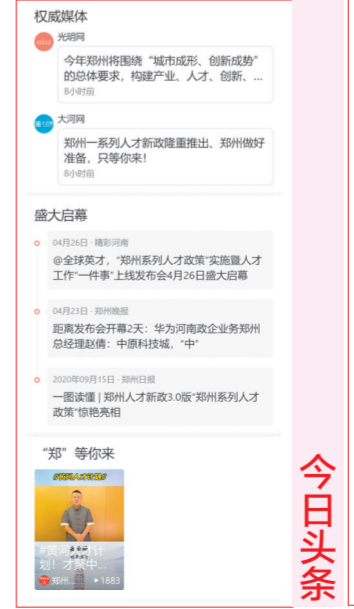 权威媒体
光明网
今年郑州将围绕“城市成形、创新成势”
的总体要求，构建产业、人才、创新、...
8小时前
大河网
郑州一系列人才新政隆重推出、郑州做好
准备，只等你来！
8小时前
盛大启幕
04月26日 · 精彩河南
@全球英才，“郑州系列人才政策”实施暨人才
工作“一件事”上线发布会4月26日盛大启幕
04月23日 · 郑州晚报
距离发布会开幕2天：华为河南政企业务郑州
总经理赵倩：中原科技城，“中”
2020年09月15日 · 郑州日报
一图读懂 | 郑州人才新政3.0版“郑州系列人才
政策”惊艳亮相
“郑”等你来
#黄河人才计
划！才聚中...
郑州...
1883
今日头条